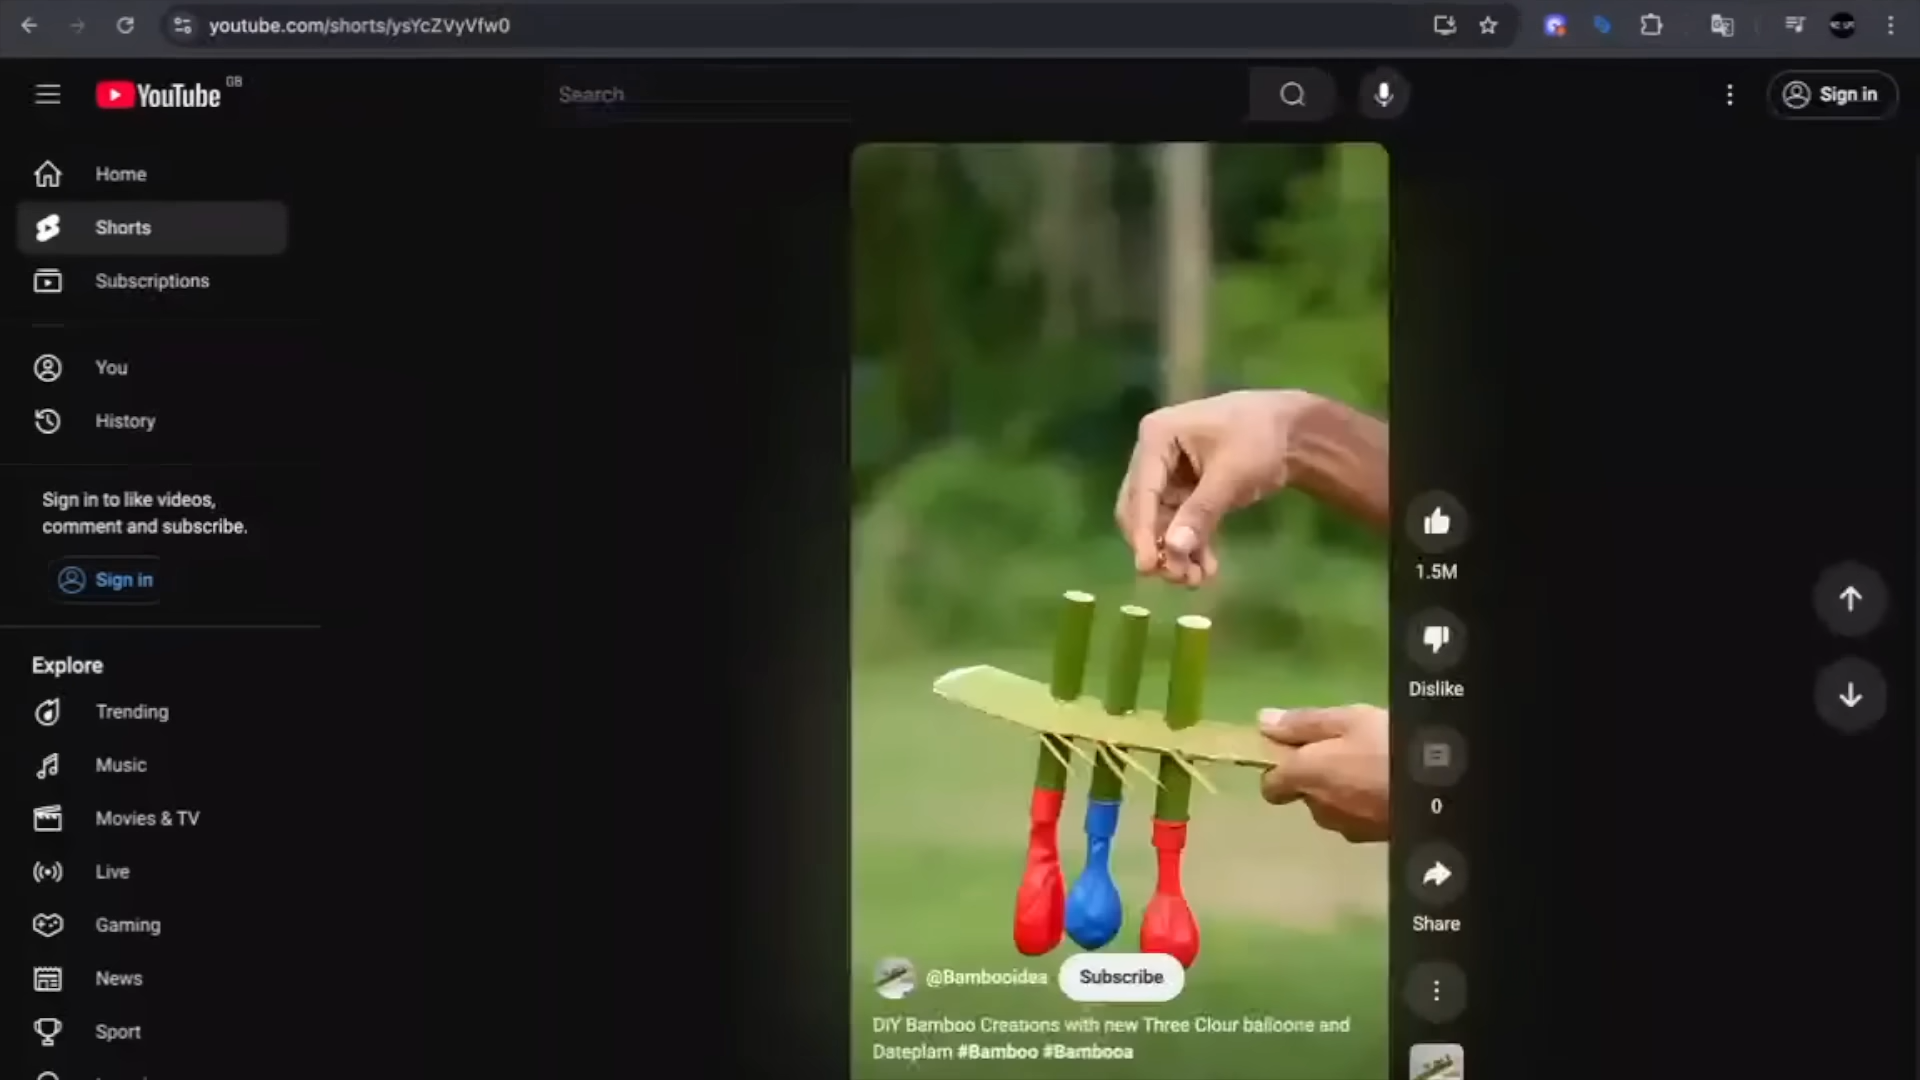 youtube.com/shorts/ysYcZVyVfw0
YouTube GB
Search
Sign in
Home
Shorts
Subscriptions
You
History
Sign in to like videos,
comment and subscribe.
Sign in
Explore
Trending
Music
Movies & TV
Live
Gaming
News
Sport
1.5M
Dislike
0
Share
@Bambooidea
Subscribe
DIY Bamboo Creations with new Three Clour balloone and
Dateplam #Bamboo #Bambooa